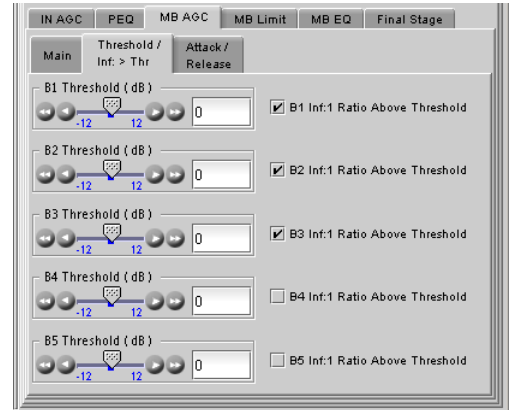 IN AGC PEQ MB AGC MB Limit MB EQ Final Stage
Main
Threshold /
Inf: > Thr
Attack /
Release
B1 Threshold ( dB )
-12 12 0
B1 Inf:1 Ratio Above Threshold
B2 Threshold ( dB )
-12 12 0
B2 Inf:1 Ratio Above Threshold
B3 Threshold ( dB )
-12 12 0
B3 Inf:1 Ratio Above Threshold
B4 Threshold ( dB )
-12 12 0
B4 Inf:1 Ratio Above Threshold
B5 Threshold ( dB )
-12 12 0
B5 Inf:1 Ratio Above Threshold